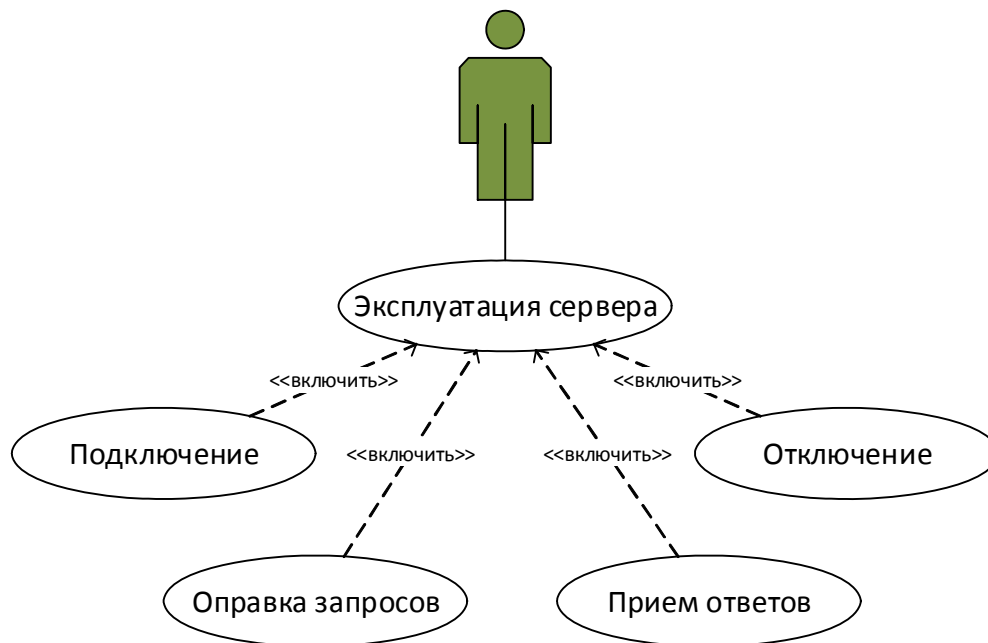 Эксплуатация сервера
<<включить>>
<<включить>>
Подключение
<<включить>>
<<включить>>
Отключение
Оправка запросов
Прием ответов